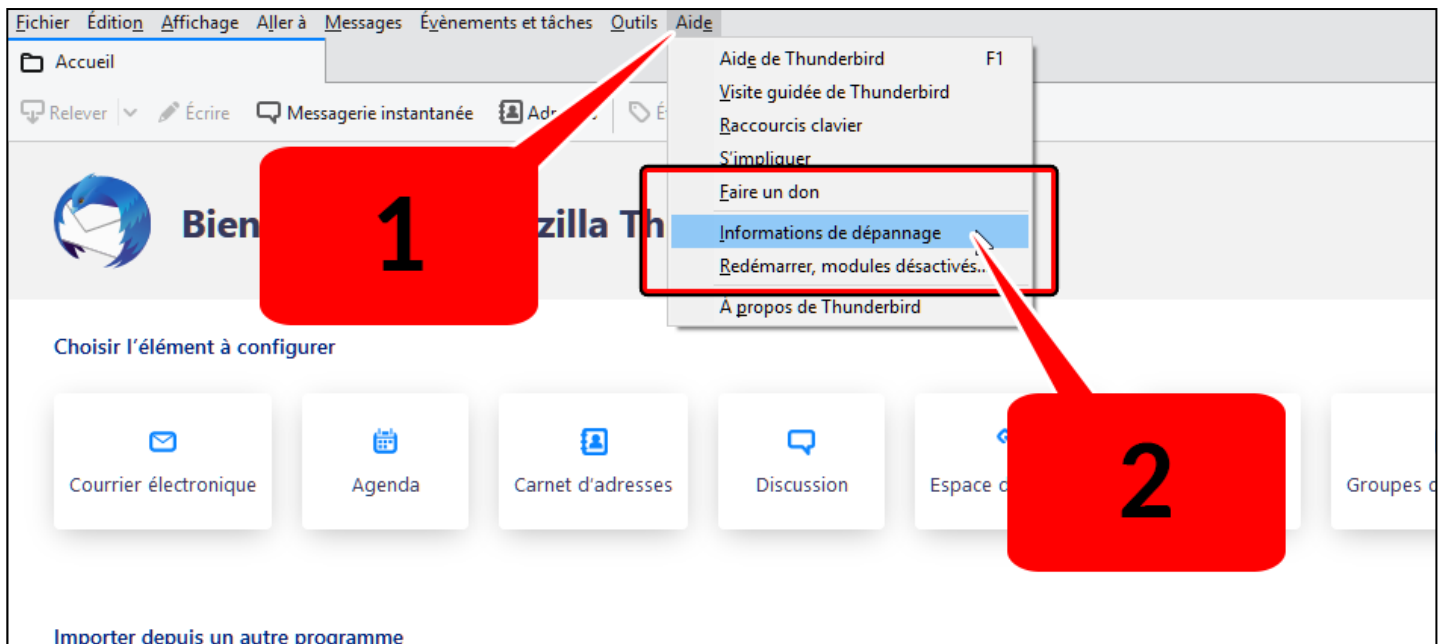 Fichier Édition Affichage Aller à Messages Évènements et tâches Outils Aide
Accueil
Relever Écrire Messagerie instantanée
Aide de Thunderbird F1
Visite guidée de Thunderbird
Raccourcis clavier
S'impliquer
Faire un don
Informations de dépannage
Redémarrer, modules désactivés...
À propos de Thunderbird
1
Choisir l'élément à configurer
Courrier électronique Agenda Carnet d'adresses Discussion Espace Groupes
2
Importer depuis un autre programme